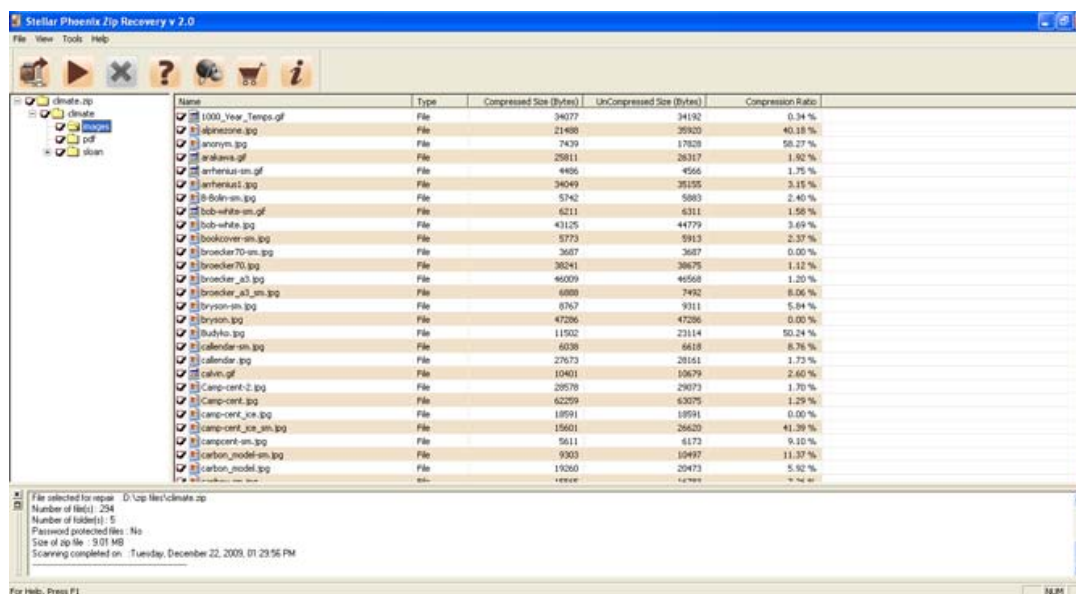 Stellar Phoenix Zip Recovery v 2.0
File View Tools Help
climate.zip
climate
images
pdf
sloan
Name Type Compressed Size (Bytes) UnCompressed Size (Bytes) Compression Ratio
1000_Year_Temps.gif File 34077 34192 0.34 %
alpinezone.jpg File 21488 35920 40.18 %
anonym.jpg File 7439 17828 58.27 %
arakawa.gif File 25811 26317 1.92 %
arrhenius-sm.gif File 4486 4566 1.75 %
arrhenius1.jpg File 34049 35155 3.15 %
B-Bolin-sm.jpg File 5742 5883 2.40 %
bob-white-sm.gif File 6211 6311 1.58 %
bob-white.jpg File 43125 44779 3.69 %
bookcover-sm.jpg File 5773 5913 2.37 %
broecker70-sm.jpg File 3687 3687 0.00 %
broecker70.jpg File 38241 38675 1.12 %
broecker_a3.jpg File 46009 46568 1.20 %
broecker_a3_sm.jpg File 6888 7492 8.06 %
bryson-sm.jpg File 8767 9311 5.84 %
bryson.jpg File 47286 47286 0.00 %
Budyko.jpg File 11502 23114 50.24 %
callendar-sm.jpg File 6038 6618 8.76 %
callendar.jpg File 27673 28161 1.73 %
calvin.gif File 10401 10679 2.60 %
Camp-cent-2.jpg File 28578 29073 1.70 %
Camp-cent.jpg File 62259 63075 1.29 %
camp-cent_ice.jpg File 18591 18591 0.00 %
camp-cent_ice_sm.jpg File 15601 26620 41.39 %
campcent-sm.jpg File 5611 6173 9.10 %
carbon_model-sm.jpg File 9303 10497 11.37 %
carbon_model.jpg File 19260 20473 5.92 %
File selected for repair D:\zip files\climate.zip
Number of file(s) : 294
Number of folder(s) : 5
Password protected files : No
Size of zip file : 9.01 MB
Scanning completed on : Tuesday, December 22, 2009, 01:29:56 PM
For Help, Press F1 NUM